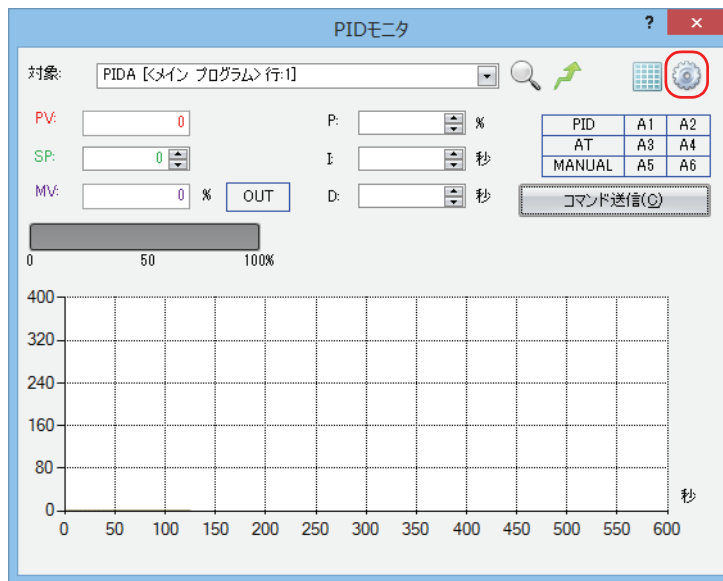 PIDモニタ ? ×
対象: PIDA [<メイン プログラム> 行:1]
PV: 0 P: % PID A1 A2
SP: 0 I: 秒 AT A3 A4
MV: 0 % OUT D: 秒 MANUAL A5 A6
コマンド送信(C)
0 50 100%
400
320
240
160
80
0 秒
0 50 100 150 200 250 300 350 400 450 500 550 600